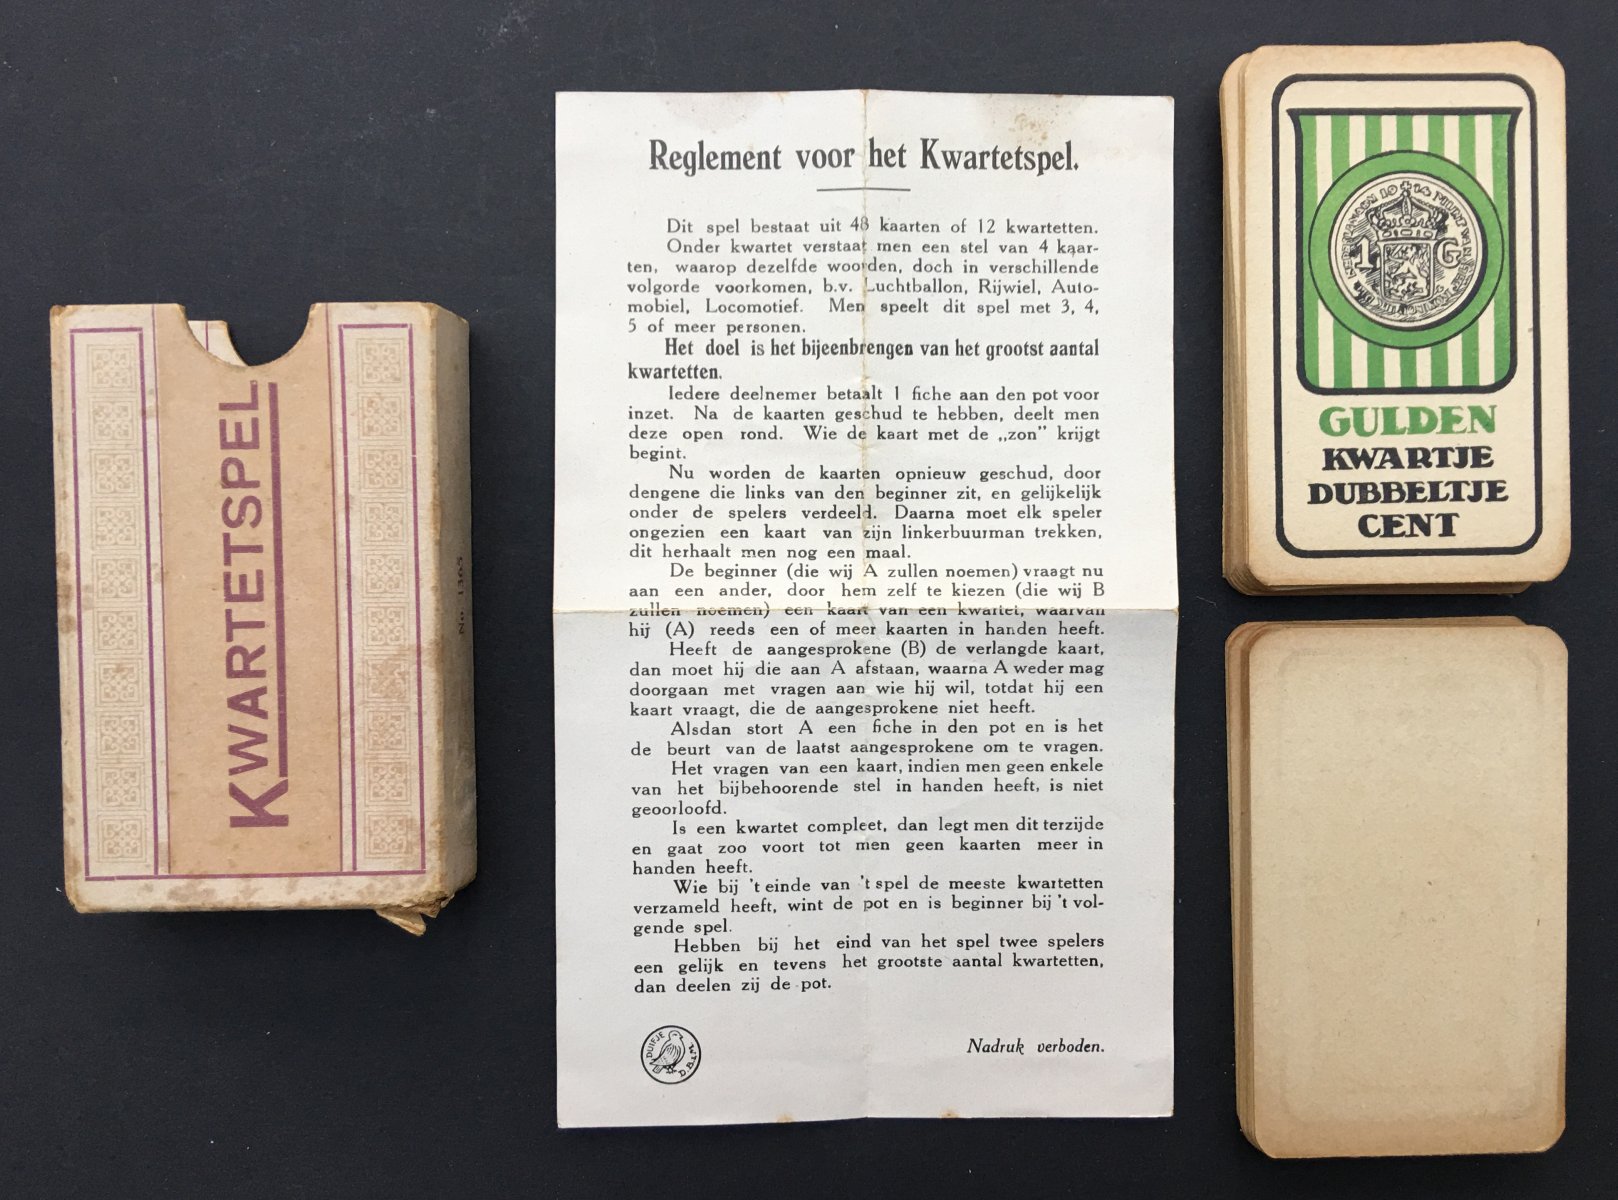 KWARTETSPEL
No. 1365
Reglement voor het Kwartetspel.
Dit spel bestaat uit 48 kaarten of 12 kwartetten.
Onder kwartet verstaat men een stel van 4 kaar-
ten, waarop dezelfde woorden, doch in verschillende
volgorde voorkomen, b.v. Luchtballon, Rijwiel, Auto-
mobiel, Locomotief. Men speelt dit spel met 3, 4,
5 of meer personen.
Het doel is het bijeenbrengen van het grootst aantal
kwartetten.
Iedere deelnemer betaalt 1 fiche aan den pot voor
inzet. Na de kaarten geschud te hebben, deelt men
deze open rond. Wie de kaart met de „zon” krijgt
begint.
Nu worden de kaarten opnieuw geschud, door
dengene die links van den beginner zit, en gelijkelijk
onder de spelers verdeeld. Daarna moet elk speler
ongezien een kaart van zijn linkerbuurman trekken,
dit herhaalt men nog een maal.
De beginner (die wij A zullen noemen) vraagt nu
aan een ander, door hem zelf te kiezen (die wij B
zullen noemen) een kaart van een kwartet, waarvan
hij (A) reeds een of meer kaarten in handen heeft.
Heeft de aangesprokene (B) de verlangde kaart,
dan moet hij die aan A afstaan, waarna A weder mag
doorgaan met vragen aan wie hij wil, totdat hij een
kaart vraagt, die de aangesprokene niet heeft.
Alsdan stort A een fiche in den pot en is het
de beurt van de laatst aangesprokene om te vragen.
Het vragen van een kaart, indien men geen enkele
van het bijbehoorende stel in handen heeft, is niet
geoorloofd.
Is een kwartet compleet, dan legt men dit terzijde
en gaat zoo voort tot men geen kaarten meer in
handen heeft.
Wie bij 't einde van 't spel de meeste kwartetten
verzameld heeft, wint de pot en is beginner bij 't vol-
gende spel.
Hebben bij het eind van het spel twee spelers
een gelijk en tevens het grootste aantal kwartetten,
dan deelen zij de pot.
DUIFJE
Nadruk verboden.
1 G
GULDEN
KWARTJE
DUBBELTJE
CENT